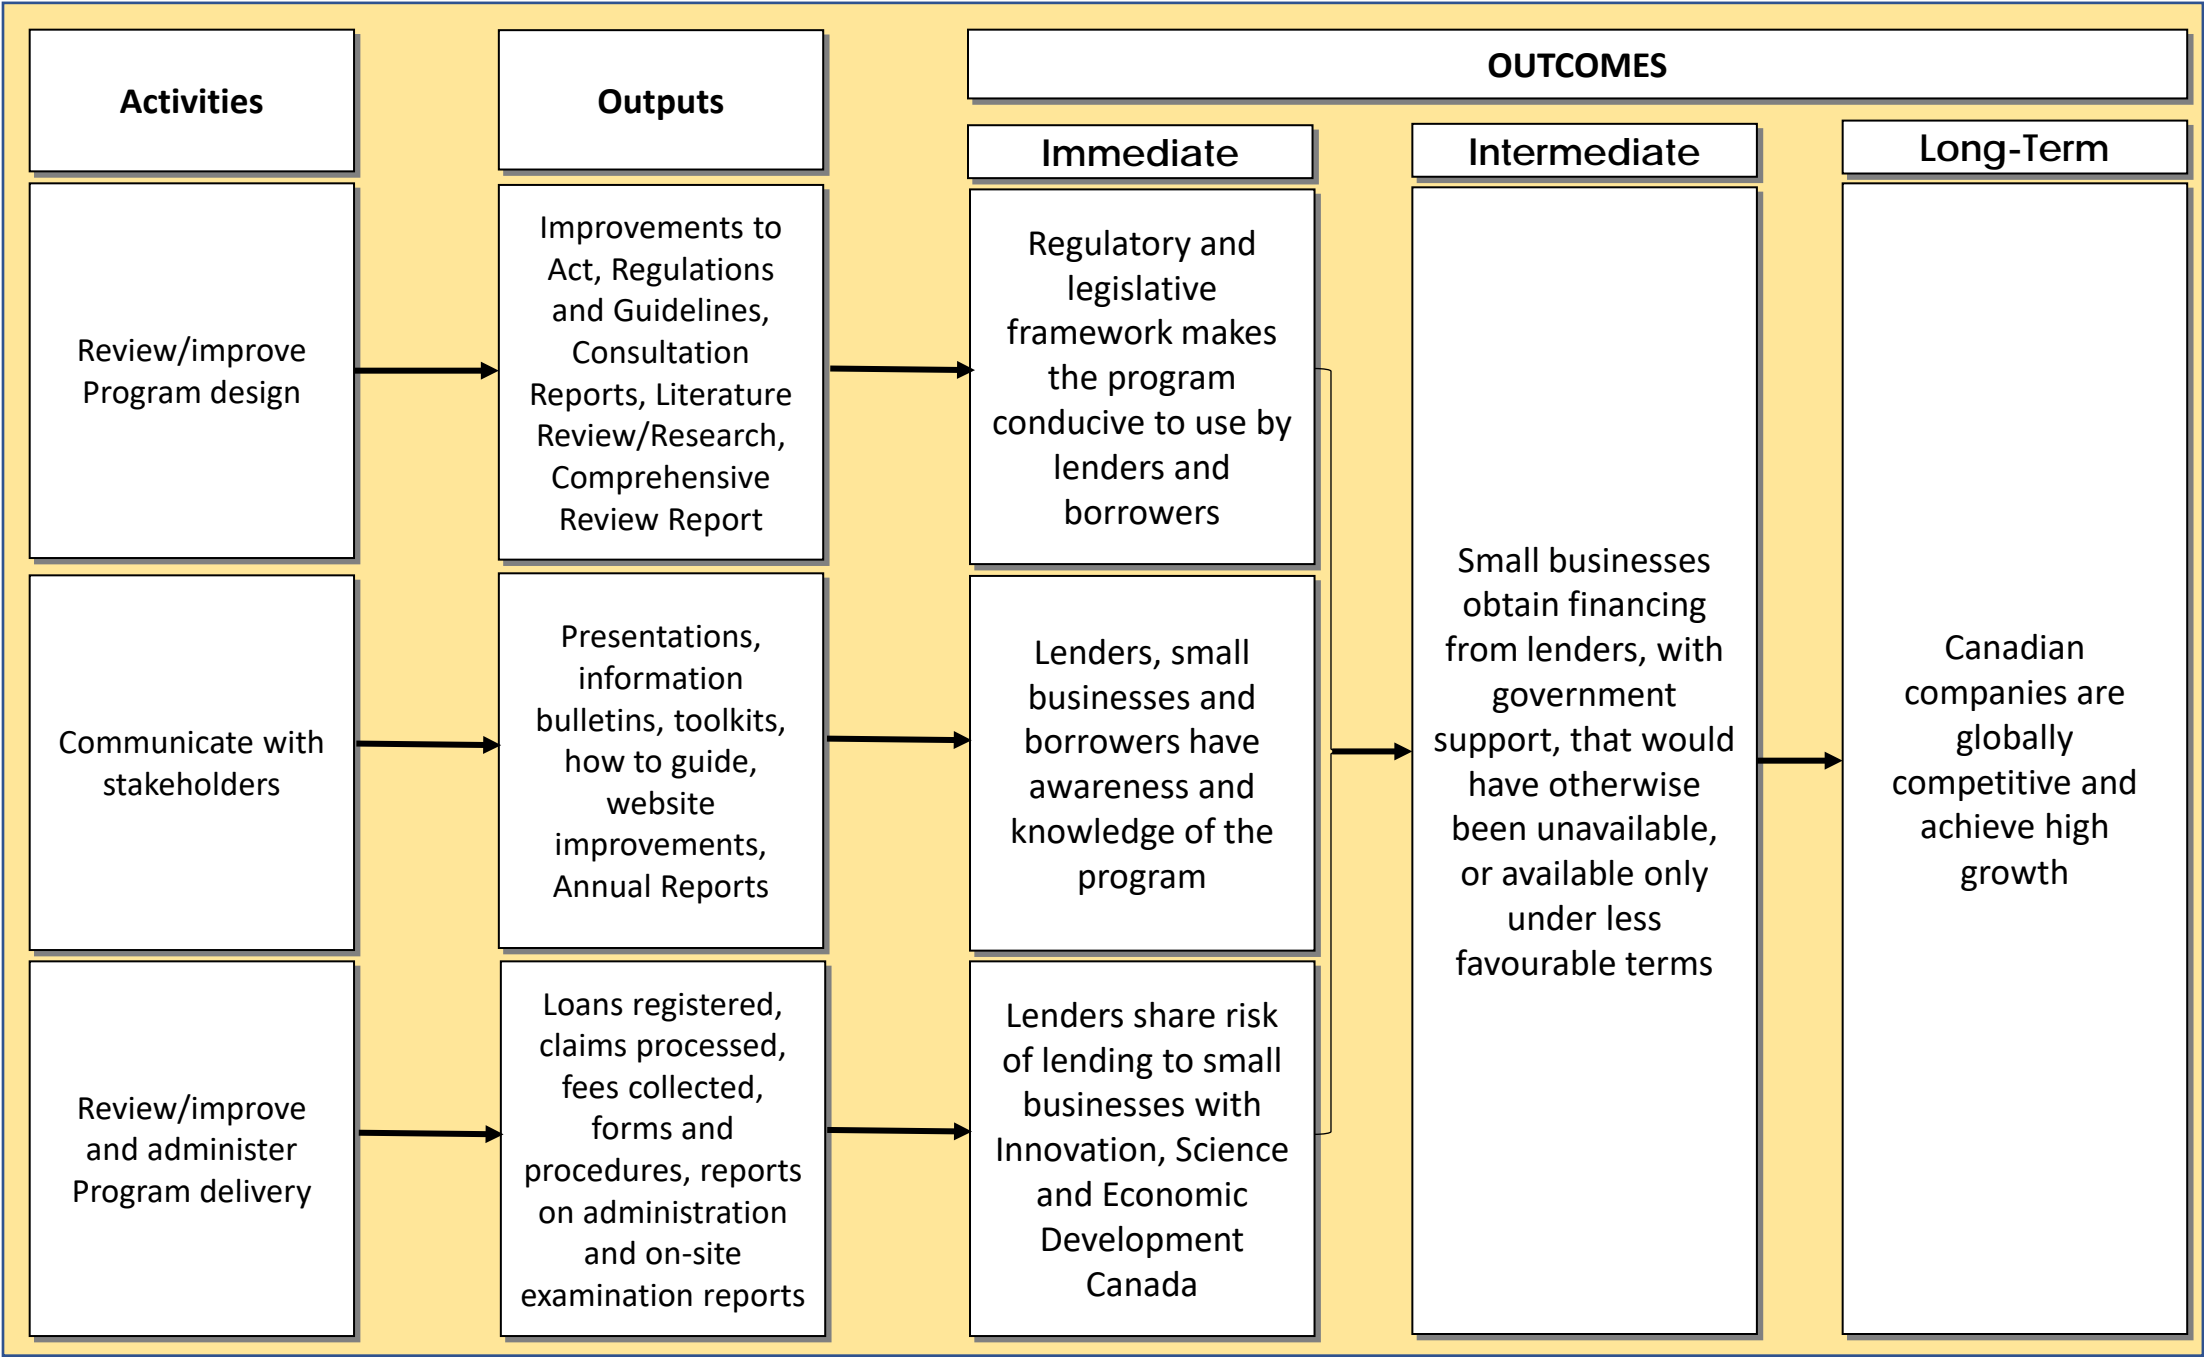 Activities
Outputs
OUTCOMES
Immediate
Intermediate
Long-Term
Review/improve
Program design
Improvements to
Act, Regulations
and Guidelines,
Consultation
Reports, Literature
Review/Research,
Comprehensive
Review Report
Regulatory and
legislative
framework makes
the program
conducive to use by
lenders and
borrowers
Communicate with
stakeholders
Presentations,
information
bulletins, toolkits,
how to guide,
website
improvements,
Annual Reports
Lenders, small
businesses and
borrowers have
awareness and
knowledge of the
program
Review/improve
and administer
Program delivery
Loans registered,
claims processed,
fees collected,
forms and
procedures, reports
on administration
and on-site
examination reports
Lenders share risk
of lending to small
businesses with
Innovation, Science
and Economic
Development
Canada
Small businesses
obtain financing
from lenders, with
government
support, that would
have otherwise
been unavailable,
or available only
under less
favourable terms
Canadian
companies are
globally
competitive and
achieve high
growth